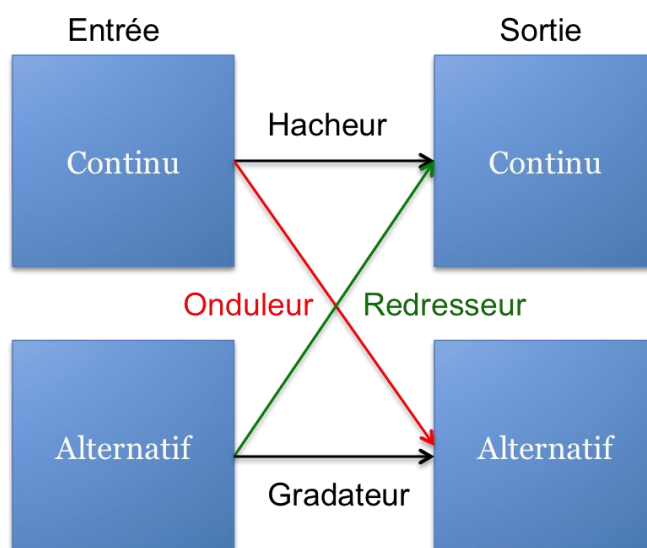 Entrée
Sortie
Hacheur
Continu
Continu
Onduleur
Redresseur
Alternatif
Alternatif
Gradateur